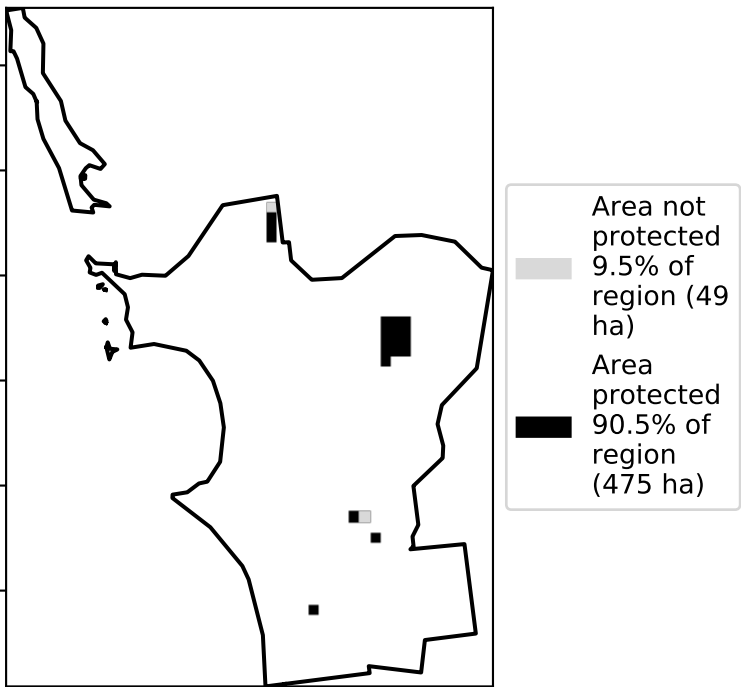 Area not
protected
9.5% of
region (49
ha)
Area
protected
90.5% of
region
(475 ha)